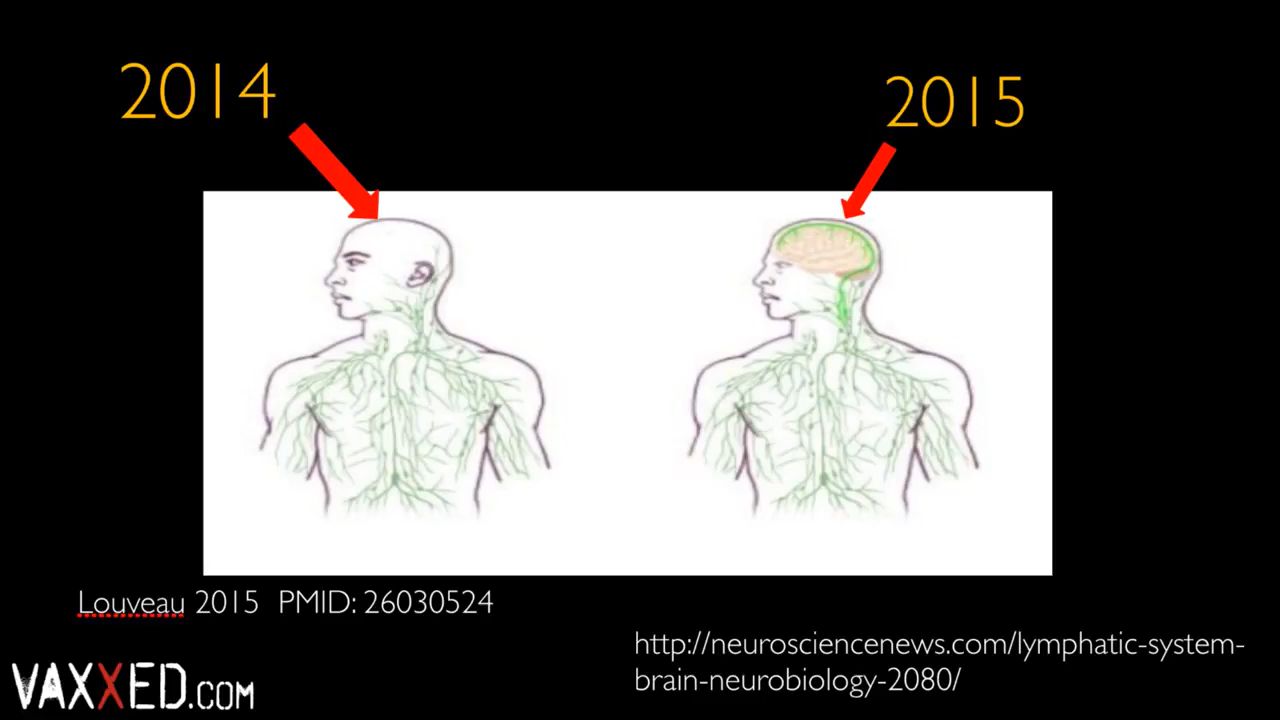 2014
2015
Louveau 2015 PMID: 26030524
http://neurosciencenews.com/lymphatic-system-
brain-neurobiology-2080/
VAXXED.COM